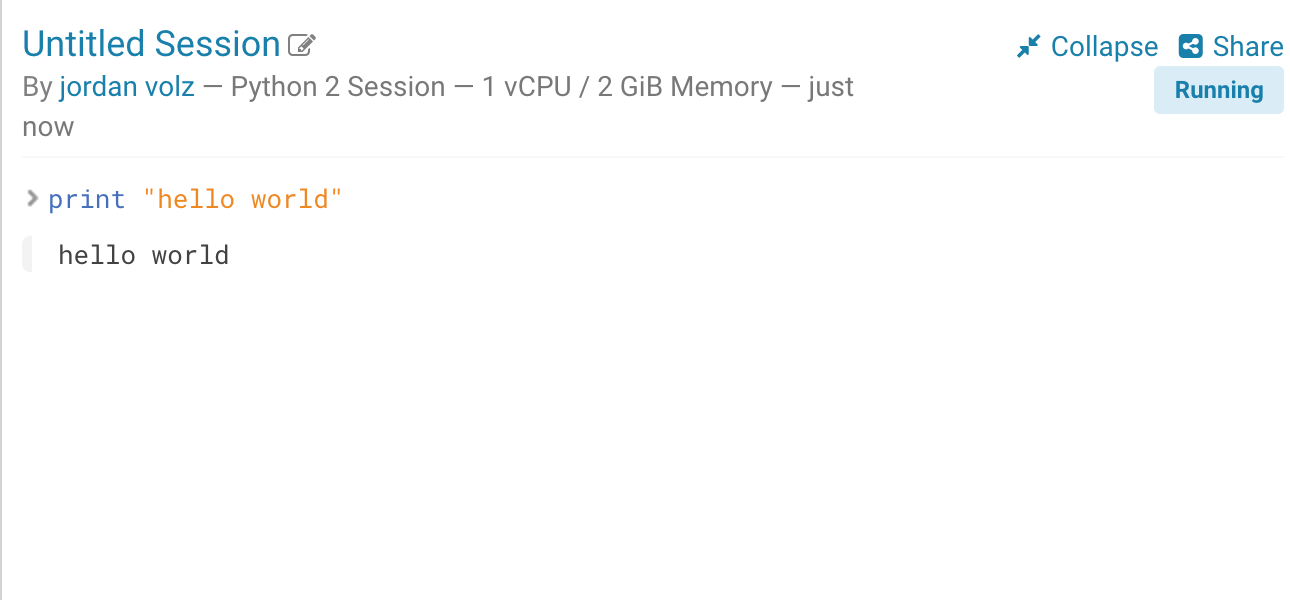 Untitled Session
Collapse Share
By jordan volz — Python 2 Session — 1 vCPU / 2 GiB Memory — just
now
Running
print "hello world"
hello world